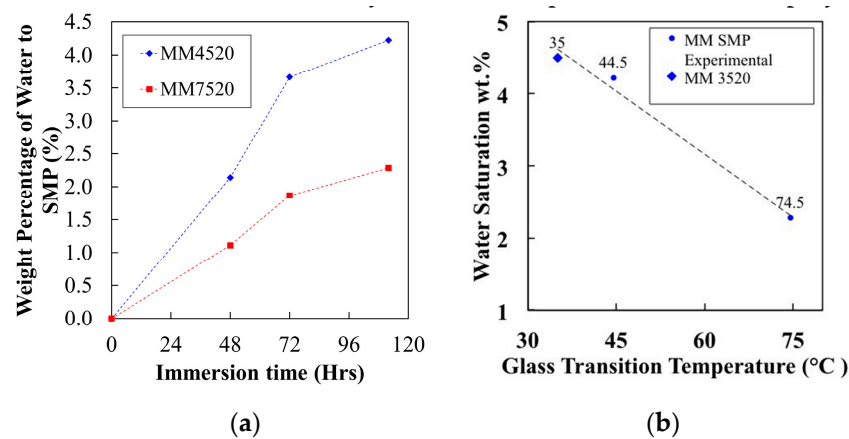 4.5
4.0
3.5
3.0
2.5
2.0
1.5
1.0
0.5
0.0
Weight Percentage of Water to
SMP (%)
MM4520
MM7520
0 24 48 72 96 120
Immersion time (Hrs)
(a)
5
4
3
2
1
Water Saturation wt.%
35
44.5
74.5
MM SMP
Experimental
MM 3520
30 45 60 75
Glass Transition Temperature (°C )
(b)